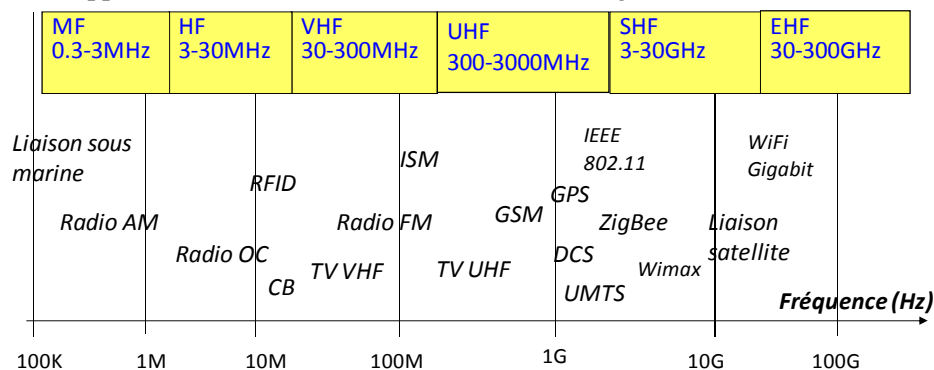 MF
0.3-3MHz
HF
3-30MHz
VHF
30-300MHz
UHF
300-3000MHz
SHF
3-30GHz
EHF
30-300GHz
Liaison sous
marine
RFID
ISM
IEEE
802.11
WiFi
Gigabit
Radio AM
Radio FM
GSM
GPS
ZigBee
Liaison
satellite
Radio OC
CB
TV VHF
TV UHF
DCS
UMTS
Wimax
Fréquence (Hz)
100K
1M
10M
100M
1G
10G
100G